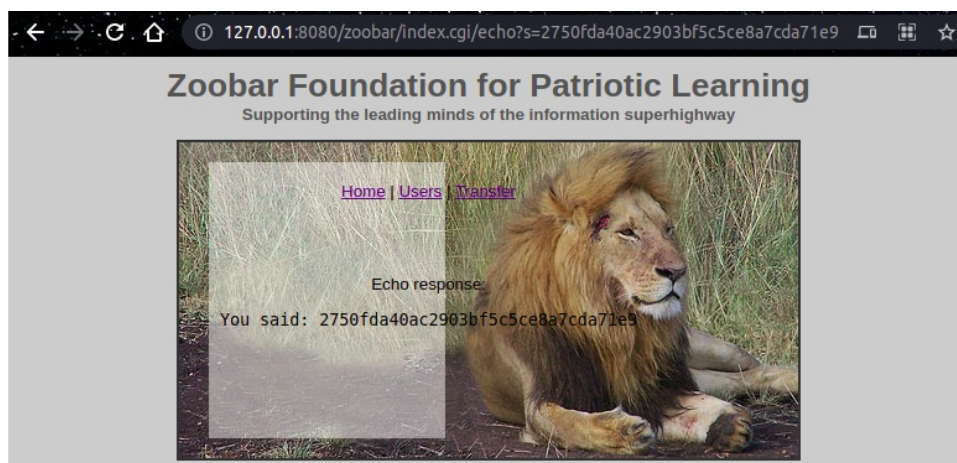 127.0.0.1:8080/zoobar/index.cgi/echo?s=2750fda40ac2903bf5c5ce8a7cda71e9
Zoobar Foundation for Patriotic Learning
Supporting the leading minds of the information superhighway
Home | Users | Transfer
Echo response:
You said: 2750fda40ac2903bf5c5ce8a7cda71e9